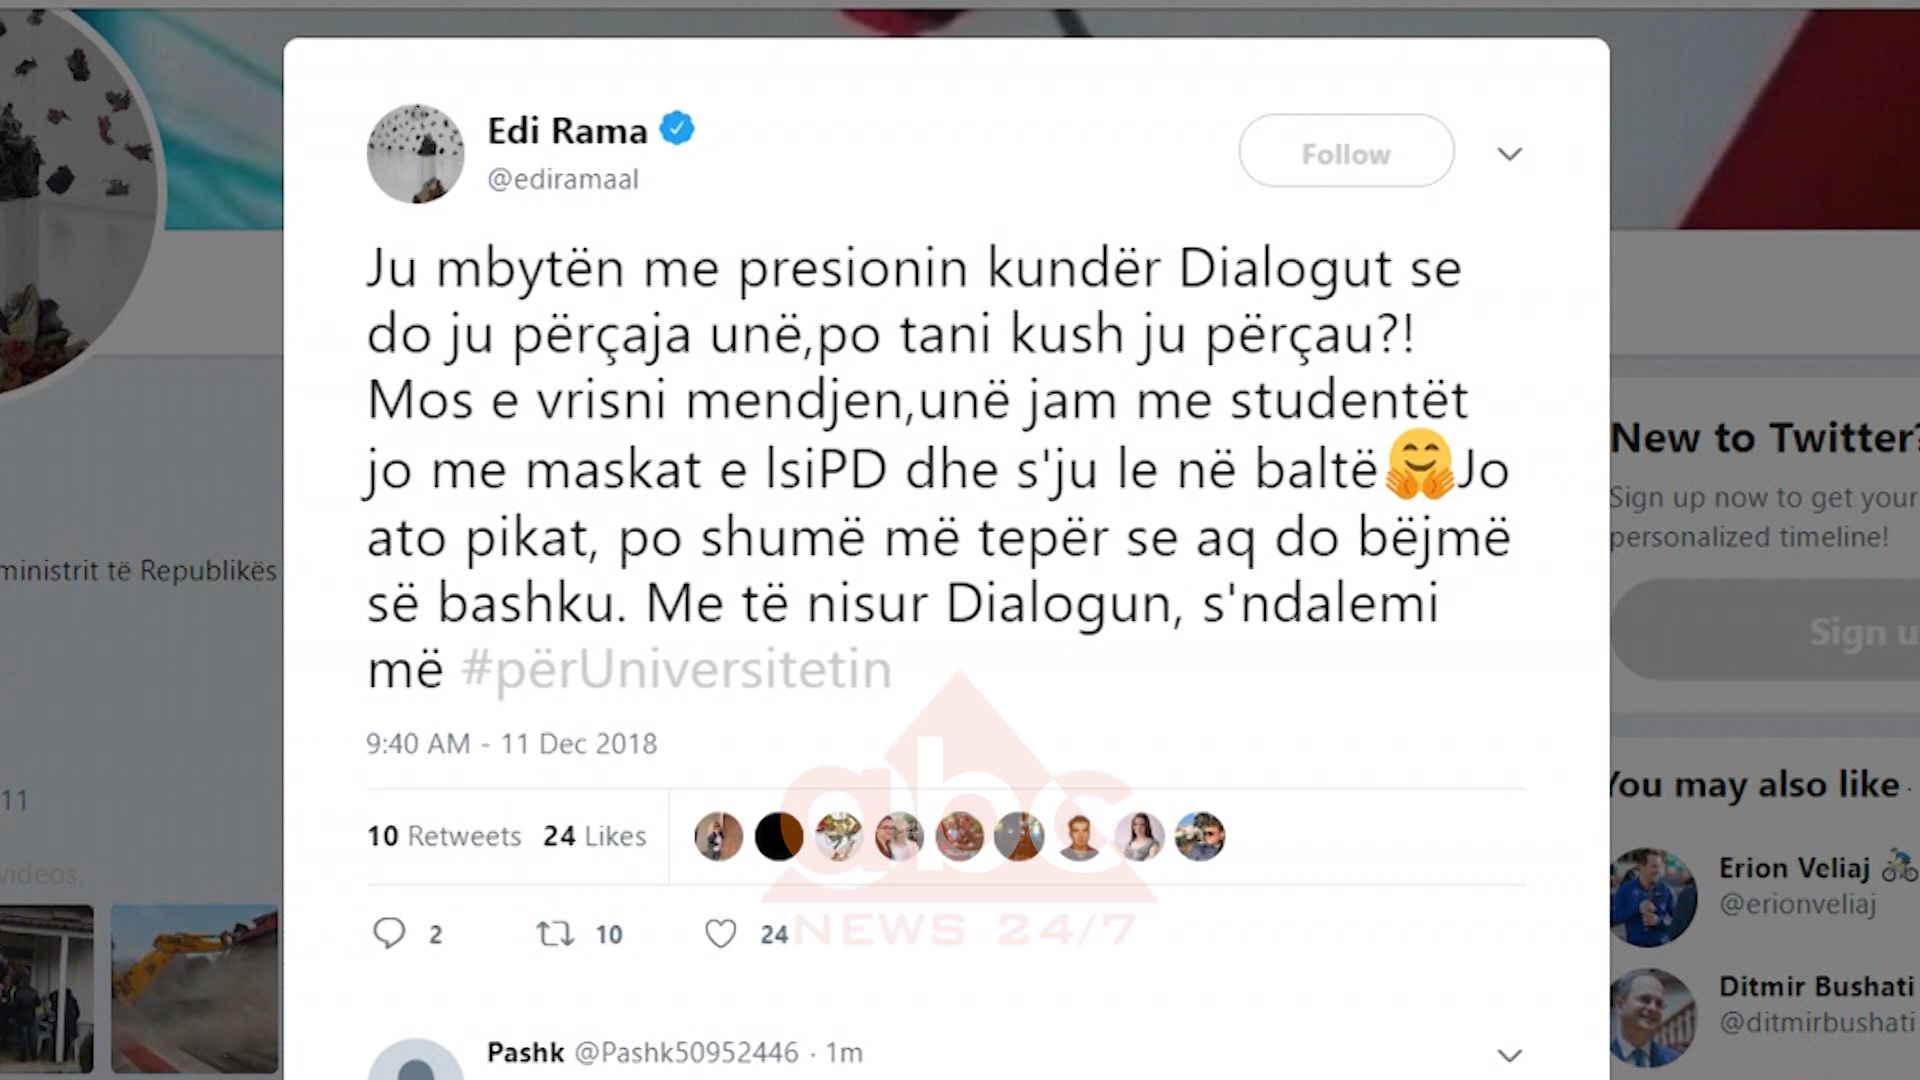 Edi Rama
@ediramaal
Follow
Ju mbytën me presionin kundër Dialogut se
do ju përçaja unë,po tani kush ju përçau?!
Mos e vrisni mendjen,unë jam me studentët
jo me maskat e lsiPD dhe s'ju le në baltë🤗Jo
ato pikat, po shumë më tepër se aq do bëjmë
së bashku. Me të nisur Dialogun, s'ndalemi
më #përUniversitetin
9:40 AM - 11 Dec 2018
10 Retweets 24 Likes
2 10 24
abc
NEWS 24/7
Pashk @Pashk50952446 · 1m
ministrit të Republikës
11
videos
New to Twitter?
Sign up now to get your
personalized timeline!
Sign u
You may also like ·
Erion Veliaj 🚴
@erionveliaj
Ditmir Bushati
@ditmirbushati